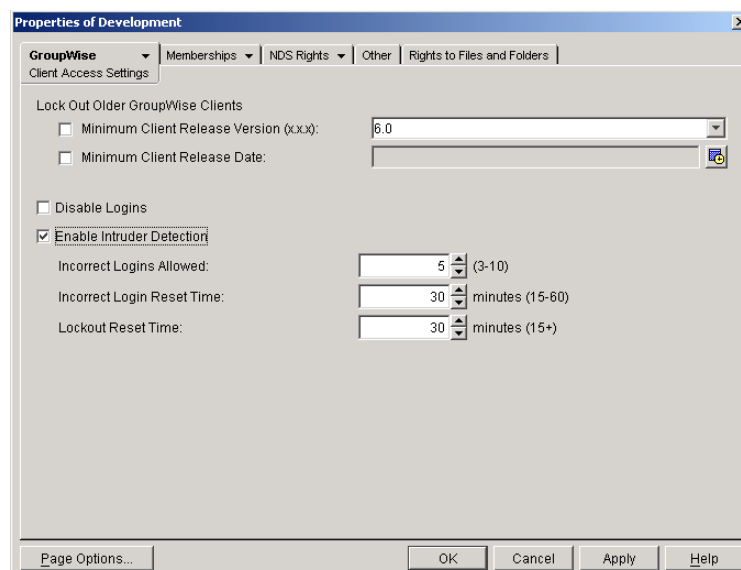 Properties of Development
GroupWise Memberships NDS Rights Other Rights to Files and Folders
Client Access Settings
Lock Out Older GroupWise Clients
Minimum Client Release Version (x.x.x): 6.0
Minimum Client Release Date:
Disable Logins
Enable Intruder Detection
Incorrect Logins Allowed: 5 (3-10)
Incorrect Login Reset Time: 30 minutes (15-60)
Lockout Reset Time: 30 minutes (15+)
Page Options... OK Cancel Apply Help